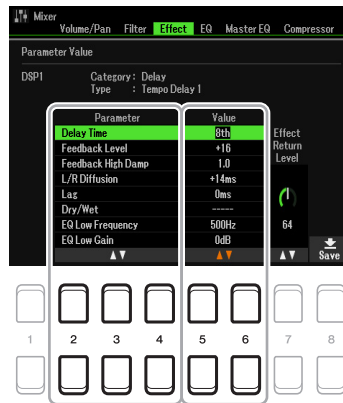 Mixer
Volume/Pan Filter Effect EQ Master EQ Compressor
Parameter Value
DSP1 Category : Delay
Type : Tempo Delay 1
Parameter Value
Delay Time 8th Effect
Feedback Level +16 Return
Feedback High Damp 1.0 Level
L/R Diffusion +14ms
Lag 0ms
Dry/Wet -----
EQ Low Frequency 500Hz 64
EQ Low Gain 0dB
▲▼ ▲▼ ▲▼ Save
1 2 3 4 5 6 7 8